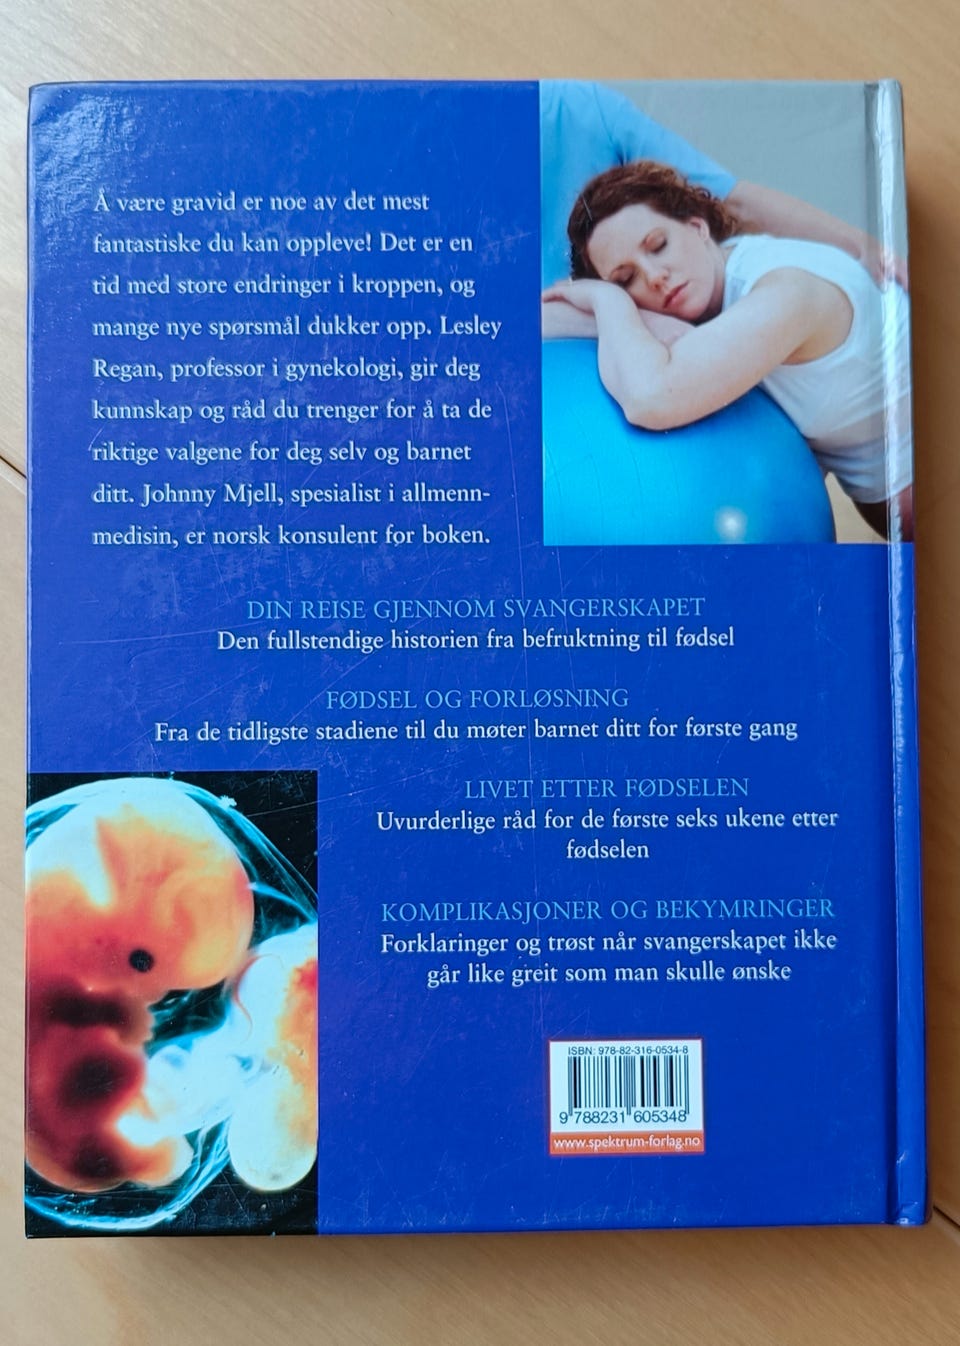 Å være gravid er noe av det mest
fantastiske du kan oppleve! Det er en
tid med store endringer i kroppen, og
mange nye spørsmål dukker opp. Lesley
Regan, professor i gynekologi, gir deg
kunnskap og råd du trenger for å ta de
riktige valgene for deg selv og barnet
ditt. Johnny Mjell, spesialist i allmenn-
medisin, er norsk konsulent for boken.
DIN REISE GJENNOM SVANGERSKAPET
Den fullstendige historien fra befruktning til fødsel
FØDSEL OG FORLØSNING
Fra de tidligste stadiene til du møter barnet ditt for første gang
LIVET ETTER FØDSELEN
Uvurderlige råd for de første seks ukene etter
fødselen
KOMPLIKASJONER OG BEKYMRINGER
Forklaringer og trøst når svangerskapet ikke
går like greit som man skulle ønske
ISBN: 978-82-316-0534-8
9 788231 605348
www.spektrum-forlag.no